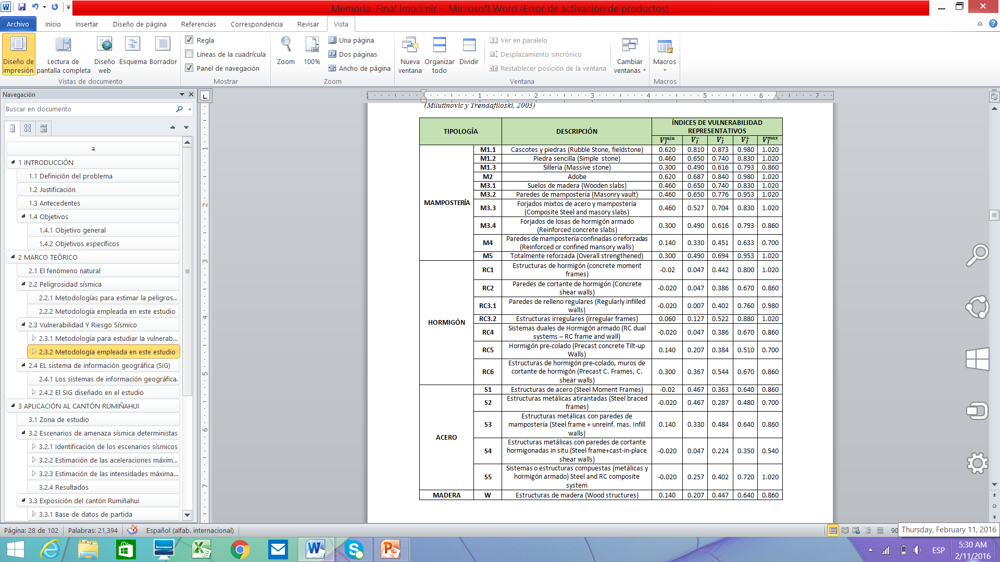 Memoria Final imprimir - Microsoft Word (Error de activación de productos)
Archivo Inicio Insertar Diseño de página Referencias Correspondencia Revisar Vista
Diseño de impresión
Lectura de pantalla completa
Diseño web
Esquema
Borrador
Vistas de documento
Regla
Líneas de la cuadrícula
Panel de navegación
Mostrar
Zoom
100
100%
Una página
Dos páginas
Ancho de página
Zoom
Nueva ventana
Organizar todo
Dividir
Ver en paralelo
Desplazamiento sincrónico
Restablecer posición de la ventana
Ventana
Cambiar ventanas
Macros
Macros
Navegación
Buscar en documento
1 INTRODUCCIÓN
1.1 Definición del problema
1.2 Justificación
1.3 Antecedentes
1.4 Objetivos
1.4.1 Objetivo general
1.4.2 Objetivos específicos
2 MARCO TEÓRICO
2.1 El fenómeno natural
2.2 Peligrosidad sísmica
2.2.1 Metodologías para estimar la peligros...
2.2.2 Metodología empleada en este estudio
2.3 Vulnerabilidad Y Riesgo Sísmico
2.3.1 Metodología para estudiar la vulnerab...
2.3.2 Metodología empleada en este estudio
2.4 EL sistema de información geográfica (SIG)
2.4.1 Los sistemas de información geográfica.
2.4.2 El SIG diseñado en el estudio
3 APLICACIÓN AL CANTÓN RUMIÑAHUI
3.1 Zona de estudio
3.2 Escenarios de amenaza sísmica deterministas
3.2.1 Identificación de los escenarios sísmicos
3.2.2 Estimación de las aceleraciones máxim...
3.2.3 Estimación de las intensidades máxima...
3.2.4 Resultados
3.3 Exposición del cantón Rumiñahui
3.3.1 Base de datos de partida
1 1 2 3 4 5 6 7
1 2 3 4 5 6 7
(Milutinovic y Trendafiloski, 2003)
TIPOLOGÍA DESCRIPCIÓN ÍNDICES DE VULNERABILIDAD REPRESENTATIVOS
V_I^min V_I^- V_I^* V_I^+ V_I^max
MAMPOSTERÍA
M1.1 Cascotes y piedras (Rubble Stone, fieldstone) 0.620 0.810 0.873 0.980 1.020
M1.2 Piedra sencilla (Simple stone) 0.460 0.650 0.740 0.830 1.020
M1.3 Sillería (Massive stone) 0.300 0.490 0.616 0.793 0.860
M2 Adobe 0.620 0.687 0.840 0.980 1.020
M3.1 Suelos de madera (Wooden slabs) 0.460 0.650 0.740 0.830 1.020
M3.2 Paredes de mampostería (Masonry vault) 0.460 0.650 0.776 0.953 1.020
M3.3 Forjados mixtos de acero y mampostería (Composite Steel and masory slabs) 0.460 0.527 0.704 0.830 1.020
M3.4 Forjados de losas de hormigón armado (Reinforced concrete slabs) 0.300 0.490 0.616 0.793 0.860
M4 Paredes de mampostería confinadas o reforzadas (Reinforced or confined mansory walls) 0.140 0.330 0.451 0.633 0.700
M5 Totalmente reforzada (Overall strengthened) 0.300 0.490 0.694 0.953 1.020
HORMIGÓN
RC1 Estructuras de hormigón (concrete moment frames) -0.02 0.047 0.442 0.800 1.020
RC2 Paredes de cortante de hormigón (Concrete shear walls) -0.020 0.047 0.386 0.670 0.860
RC3.1 Paredes de relleno regulares (Regularly infilled walls) -0.020 0.007 0.402 0.760 0.980
RC3.2 Estructuras irregulares (irregular frames) 0.060 0.127 0.522 0.880 1.020
RC4 Sistemas duales de Hormigón armado (RC dual systems – RC frame and wall) -0.020 0.047 0.386 0.670 0.860
RC5 Hormigón pre-colado (Precast concrete Tilt-up Walls) 0.140 0.207 0.384 0.510 0.700
RC6 Estructuras de hormigón pre-colado, muros de cortante de hormigón (Precast C. Frames, C. shear walls) 0.300 0.367 0.544 0.670 0.860
ACERO
S1 Estructuras de acero (Steel Moment Frames) -0.02 0.467 0.363 0.640 0.860
S2 Estructuras metálicas atirantadas (Steel braced frames) -0.020 0.467 0.287 0.480 0.700
S3 Estructuras metálicas con paredes de mampostería (Steel frame + unreinf. mas. Infill walls) 0.140 0.330 0.484 0.640 0.860
S4 Estructuras metálicas con paredes de cortante hormigonadas in situ (Steel frame+cast-in-place shear walls) -0.020 0.047 0.224 0.350 0.540
S5 Sistemas o estructuras compuestas (metálicas y hormigón armado) Steel and RC composite system -0.020 0.257 0.402 0.720 1.020
MADERA W Estructuras de madera (Wood structures) 0.140 0.207 0.447 0.640 0.860
Página: 28 de 102 Palabras: 21,394 Español (alfab. internacional) 90
Thursday, February 11, 2016
ESP
5:30 AM
2/11/2016